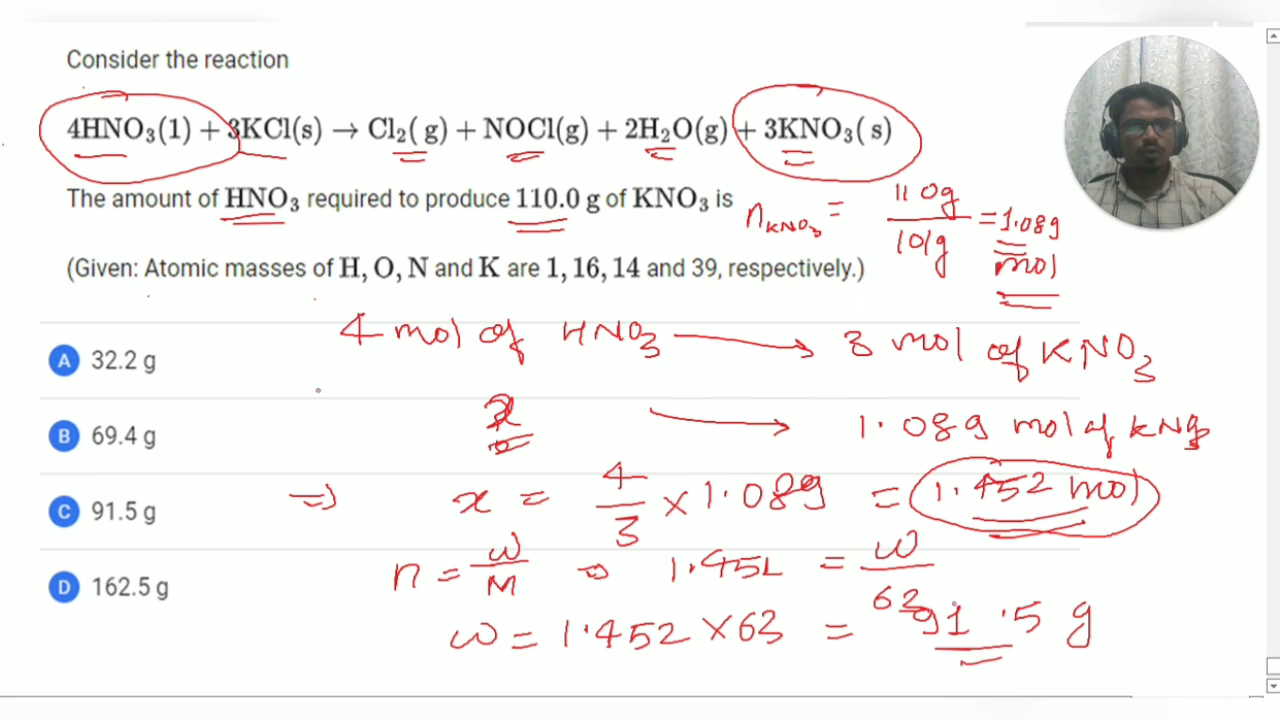 Consider the reaction
4HNO₃(1) + 3KCl(s) → Cl₂( g) + NOCl(g) + 2H₂O(g) + 3KNO₃( s)
The amount of HNO₃ required to produce 110.0 g of KNO₃ is
n KNO₃ = 110g / 101g = 1.089 mol
(Given: Atomic masses of H, O, N and K are 1, 16, 14 and 39, respectively.)
4 mol of HNO₃ → 3 mol of KNO₃
A 32.2 g
x → 1.089 mol of KNO₃
B 69.4 g
⇒ x = 4/3 × 1.089 = 1.452 mol
C 91.5 g
n = w/M ⇒ 1.452 = w/63
D 162.5 g
w = 1.452 × 63 = 91.5 g